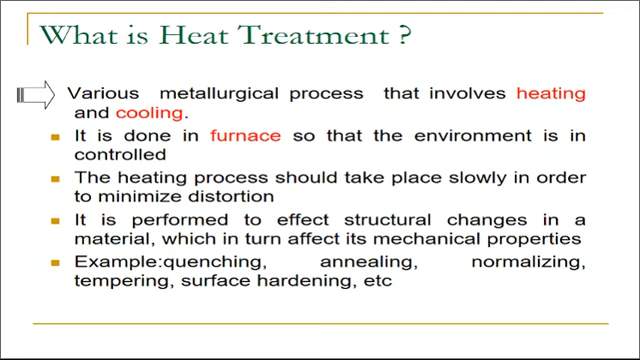 What is Heat Treatment ?
Various metallurgical process that involves heating
and cooling.
It is done in furnace so that the environment is in
controlled
The heating process should take place slowly in order
to minimize distortion
It is performed to effect structural changes in a
material, which in turn affect its mechanical properties
Example:quenching, annealing, normalizing,
tempering, surface hardening, etc